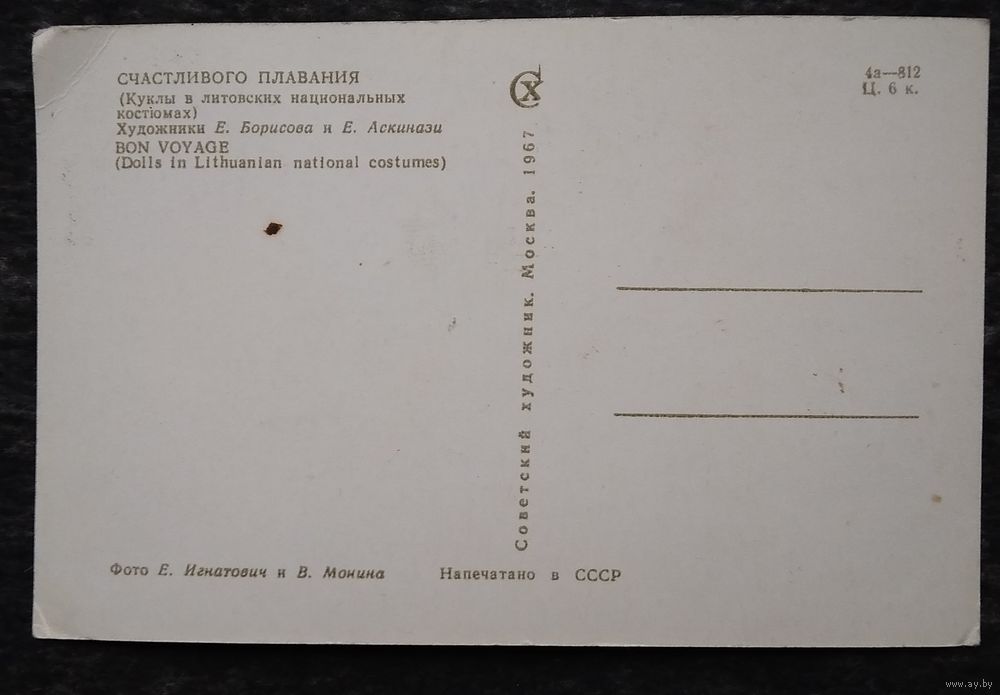 СЧАСТЛИВОГО ПЛАВАНИЯ
(Куклы в литовских национальных
костюмах)
Художники Е. Борисова и Е. Аскинази
BON VOYAGE
(Dolls in Lithuanian national costumes)
СХ
Советский художник. Москва. 1967
4а—812
Ц. 6 к.
Фото Е. Игнатович и В. Монина
Напечатано в СССР
www.ay.by